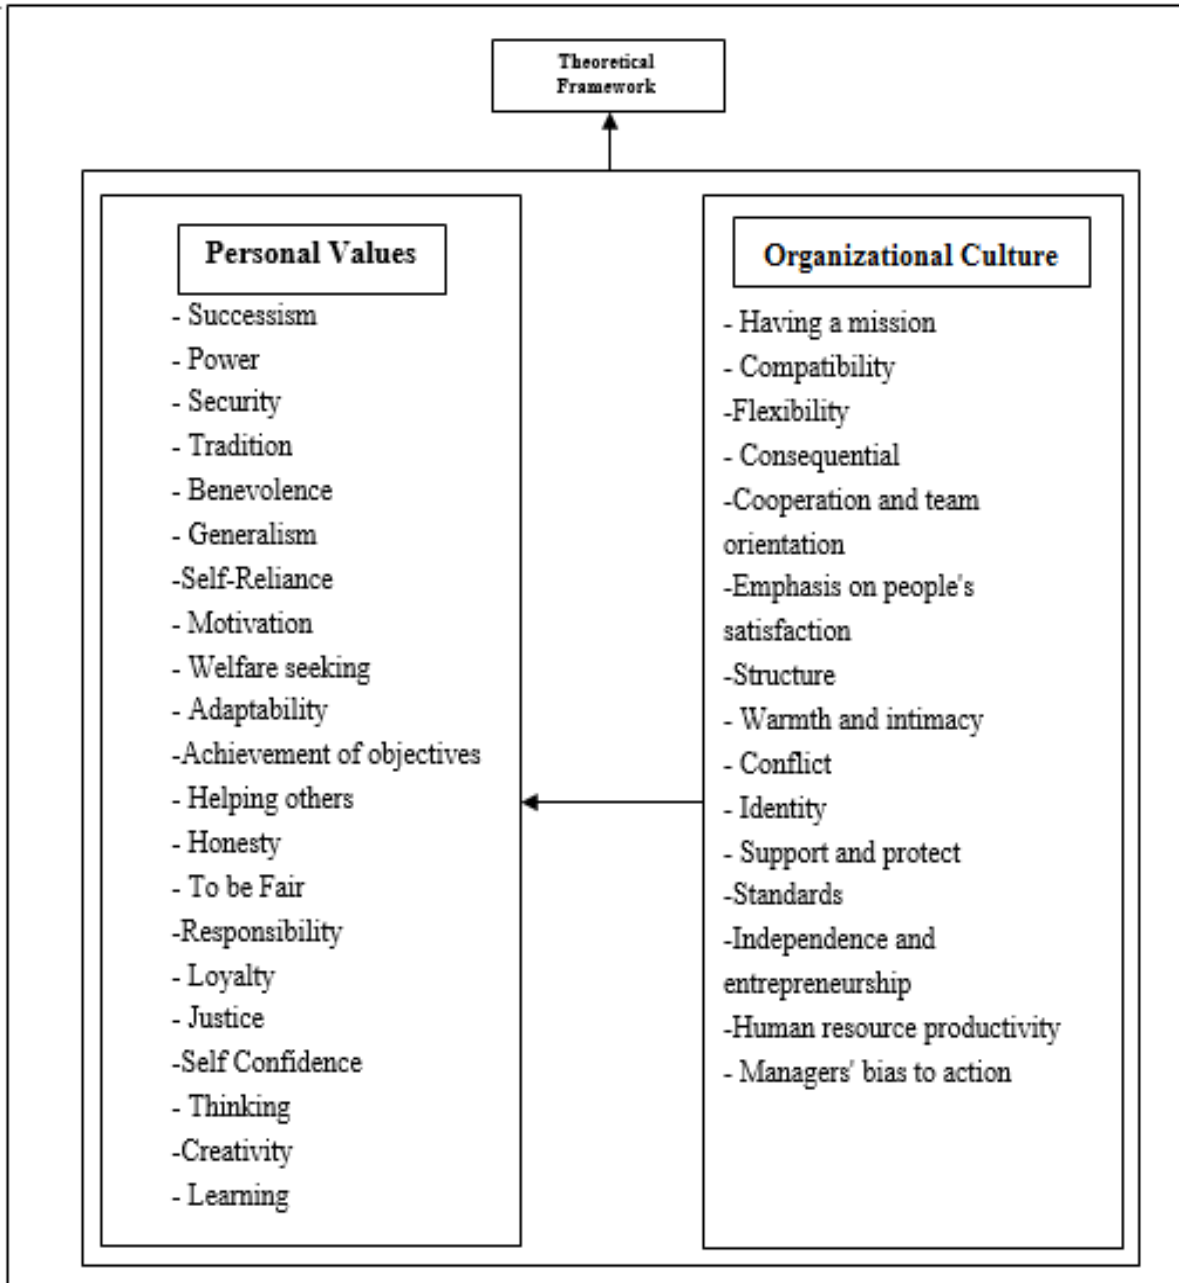 Theoretical
Framework
Personal Values
- Successism
- Power
- Security
- Tradition
- Benevolence
- Generalism
-Self-Reliance
- Motivation
- Welfare seeking
- Adaptability
-Achievement of objectives
- Helping others
- Honesty
- To be Fair
-Responsibility
- Loyalty
- Justice
-Self Confidence
- Thinking
-Creativity
- Learning
Organizational Culture
- Having a mission
- Compatibility
-Flexibility
- Consequential
-Cooperation and team
orientation
-Emphasis on people's
satisfaction
-Structure
- Warmth and intimacy
- Conflict
- Identity
- Support and protect
-Standards
-Independence and
entrepreneurship
-Human resource productivity
- Managers' bias to action